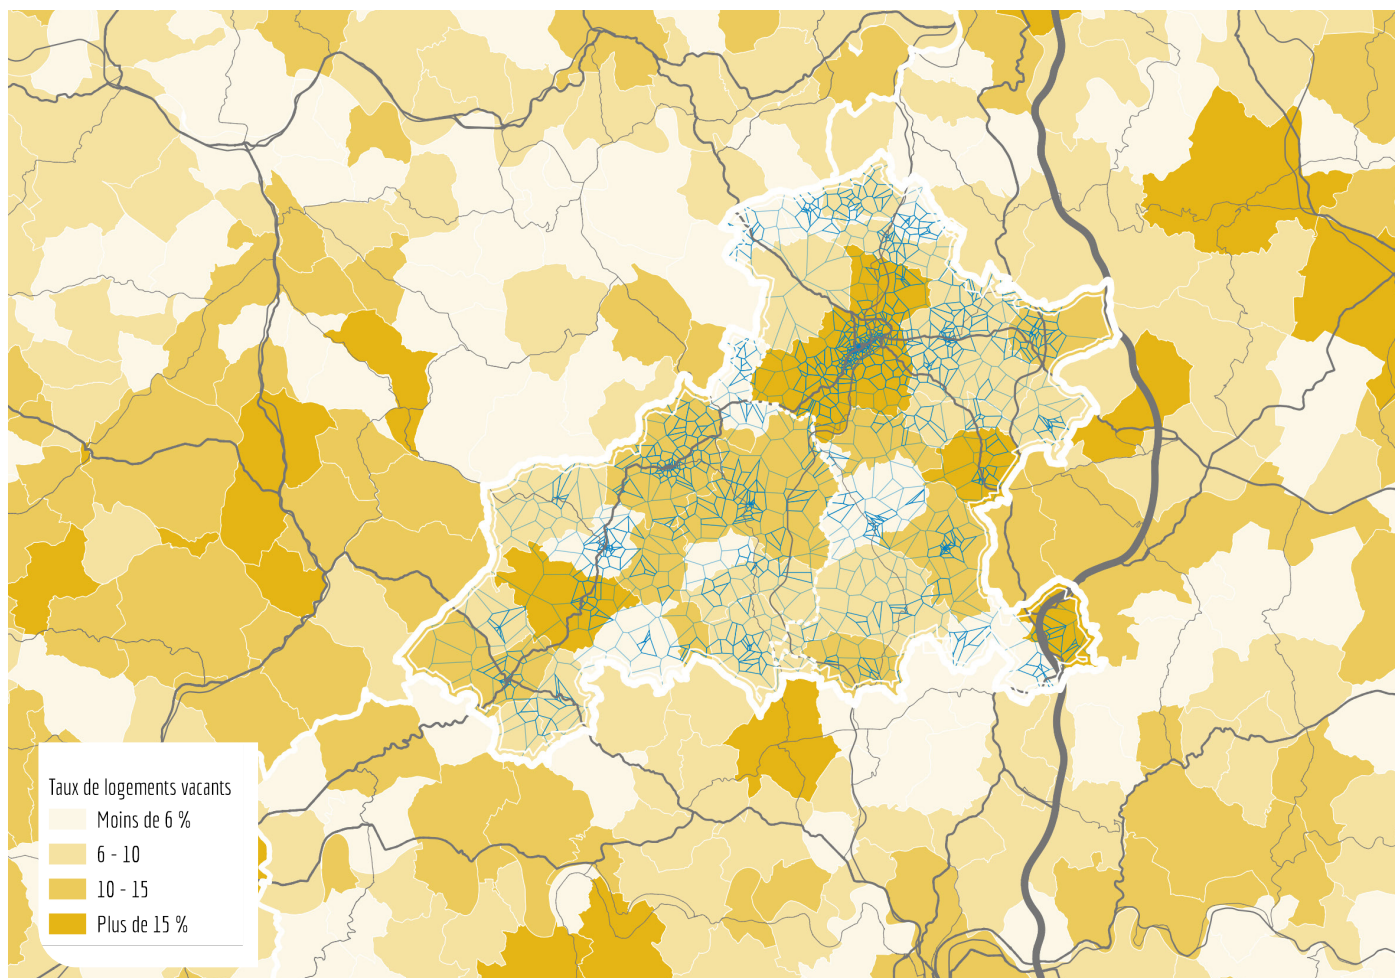 Taux de logements vacants
Moins de 6 %
6 - 10
10 - 15
Plus de 15 %